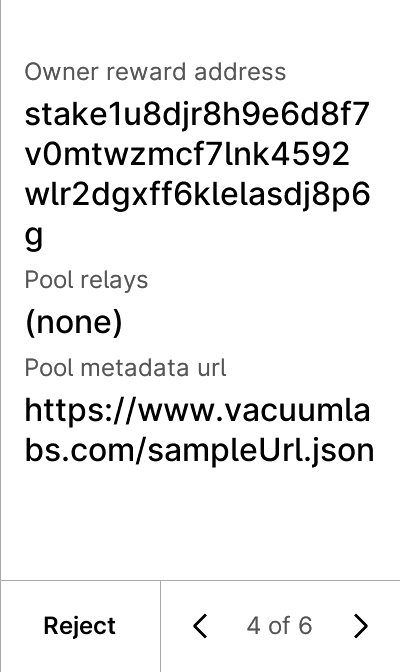 Owner reward address
stake1u8djr8h9e6d8f7
v0mtwzmcf7lnk4592
wlr2dgxff6klelasdj8p6
g
Pool relays
(none)
Pool metadata url
https://www.vacuumla
bs.com/sampleUrl.json
Reject
4 of 6